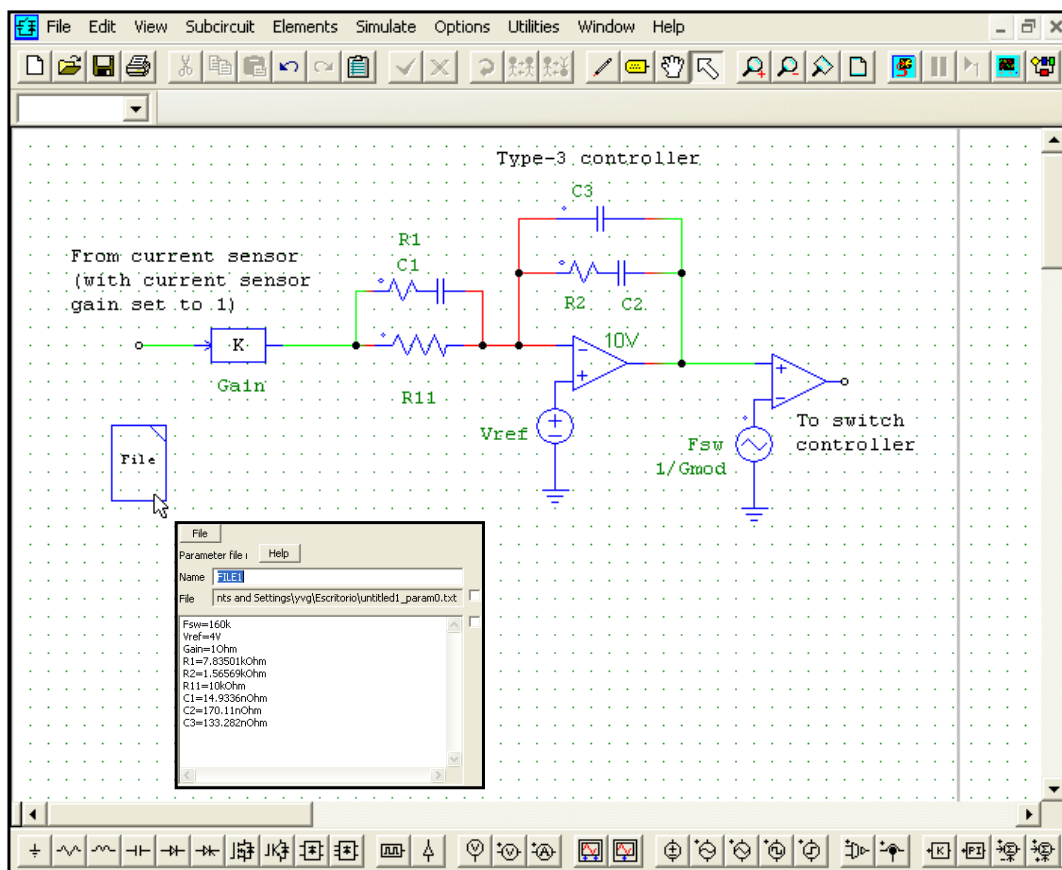 File Edit View Subcircuit Elements Simulate Options Utilities Window Help
Type-3 controller
C3
From current sensor
(with current sensor
gain set to 1)
R1
C1
R2
C2
K
Gain
R11
10V
Vref
To switch
controller
Fsw
1/Gmod
File
File
Parameter file
Help
Name
FILE1
File
nts and Settings\yvg\Escritorio\untitled1_param0.txt
Fsw=160k
Vref=4V
Gain=1Ohm
R1=7.83501kOhm
R2=1.56569kOhm
R11=10kOhm
C1=14.9336nOhm
C2=170.11nOhm
C3=133.282nOhm
K
PI